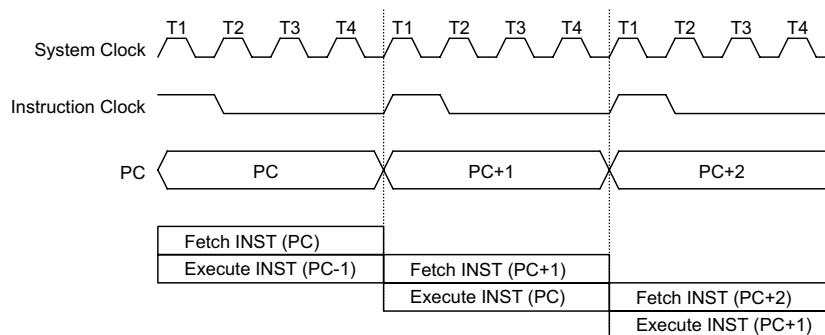 T1 T2 T3 T4 T1 T2 T3 T4 T1 T2 T3 T4
System Clock
Instruction Clock
PC PC PC+1 PC+2
Fetch INST (PC)
Execute INST (PC-1) Fetch INST (PC+1)
Execute INST (PC) Fetch INST (PC+2)
Execute INST (PC+1)